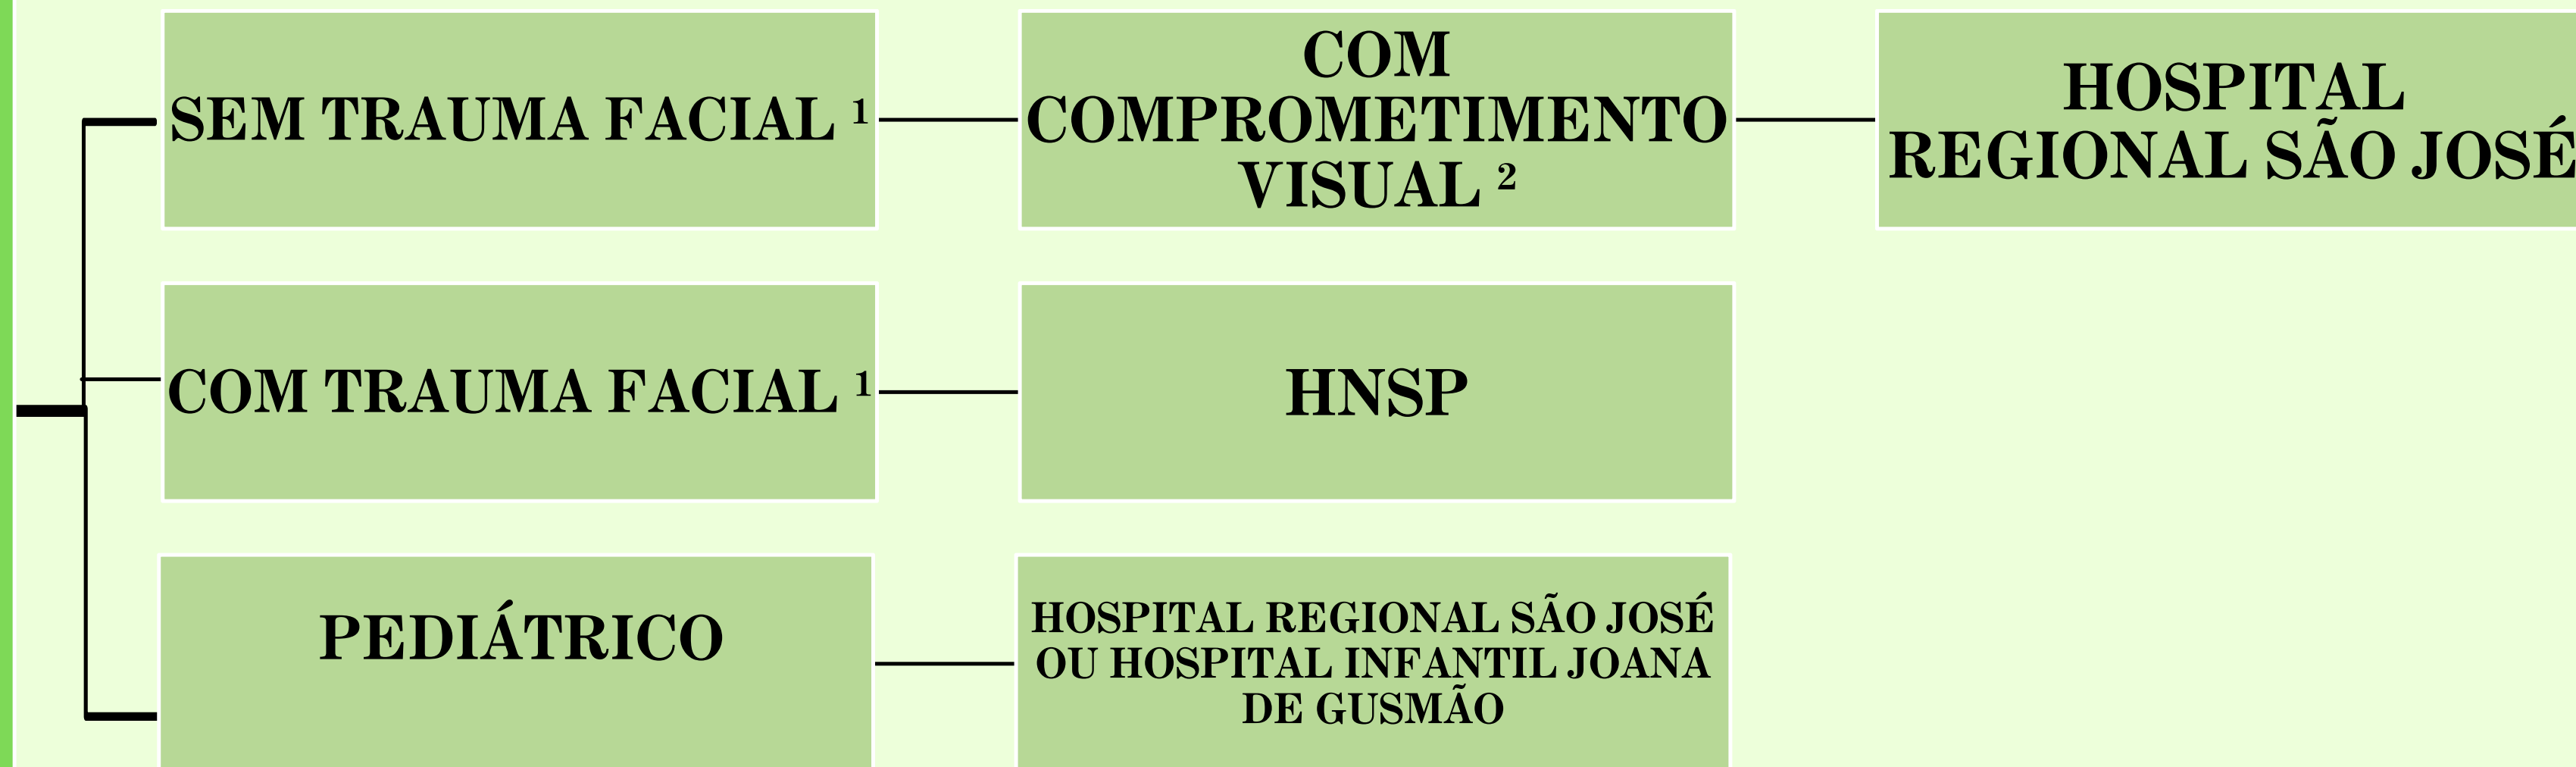 SEM TRAUMA FACIAL ¹
COM
COMPROMETIMENTO
VISUAL ²
HOSPITAL
REGIONAL SÃO JOSÉ
COM TRAUMA FACIAL ¹
HNSP
PEDIÁTRICO
HOSPITAL REGIONAL SÃO JOSÉ
OU HOSPITAL INFANTIL JOANA
DE GUSMÃO